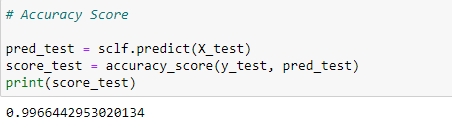 # Accuracy Score
pred_test = sclf.predict(X_test)
score_test = accuracy_score(y_test, pred_test)
print(score_test)
0.9966442953020134